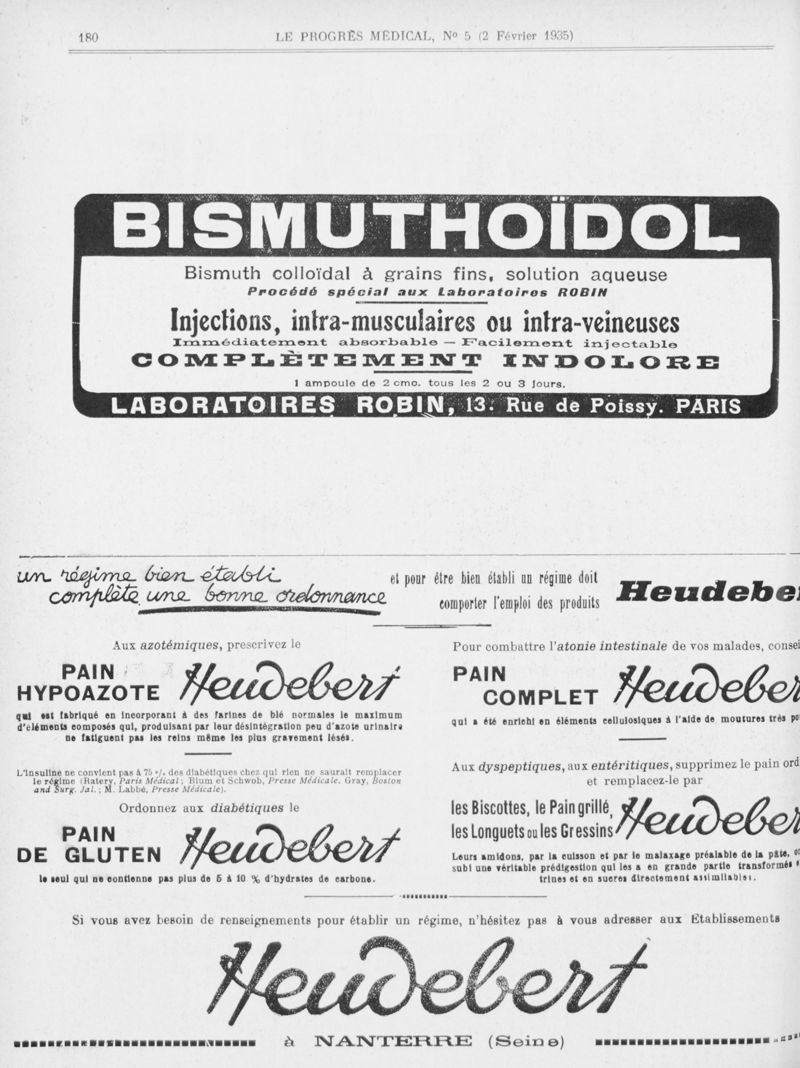 180
LE PROGRÈS MÉDICAL, No 5 (2 Février 1935)
BISMUTHOÏDOL
Bismuth colloïdal à grains fins, solution aqueuse
Procédé spécial aux Laboratoires ROBIN
Injections, intra-musculaires ou intra-veineuses
Immédiatement absorbable — Facilement injectable
COMPLÈTEMENT INDOLORE
1 ampoule de 2 cmc. tous les 2 ou 3 jours.
LABORATOIRES ROBIN, 13. Rue de Poissy. PARIS
un régime bien établi
complète une bonne ordonnance
et pour être bien établi un régime doit
comporter l'emploi des produits
Heudeber
Aux azotémiques, prescrivez le
PAIN
HYPOAZOTE Heudebert
qui est fabriqué en incorporant à des farines de blé normales le maximum
d'éléments composés qui, produisant par leur désintégration peu d'azote urinaire
ne fatiguent pas les reins même les plus gravement lésés.
L'insuline ne convient pas à 75 % des diabétiques chez qui rien ne saurait remplacer
le régime (Ratery, Paris Médical; Blum et Schwob, Presse Médicale. Gray, Boston
and Surg. Jal.; M. Labbé, Presse Médicale).
Ordonnez aux diabétiques le
PAIN
DE GLUTEN Heudebert
le seul qui ne contienne pas plus de 5 à 10 % d'hydrates de carbone.
Pour combattre l'atonie intestinale de vos malades, consei
PAIN
COMPLET Heudeber
qui a été enrichi en éléments cellulosiques à l'aide de moutures très po
Aux dyspeptiques, aux entéritiques, supprimez le pain ord
et remplacez-le par
les Biscottes, le Pain grillé,
les Longuets ou les Gressins Heudeber
Leurs amidons, par la cuisson et par le malaxage préalable de la pâte,
subi une véritable prédigestion qui les a en grande partie transformés
trines et en sucres directement assimilables.
Si vous avez besoin de renseignements pour établir un régime, n'hésitez pas à vous adresser aux Etablissements
Heudebert
à NANTERRE (Seine)